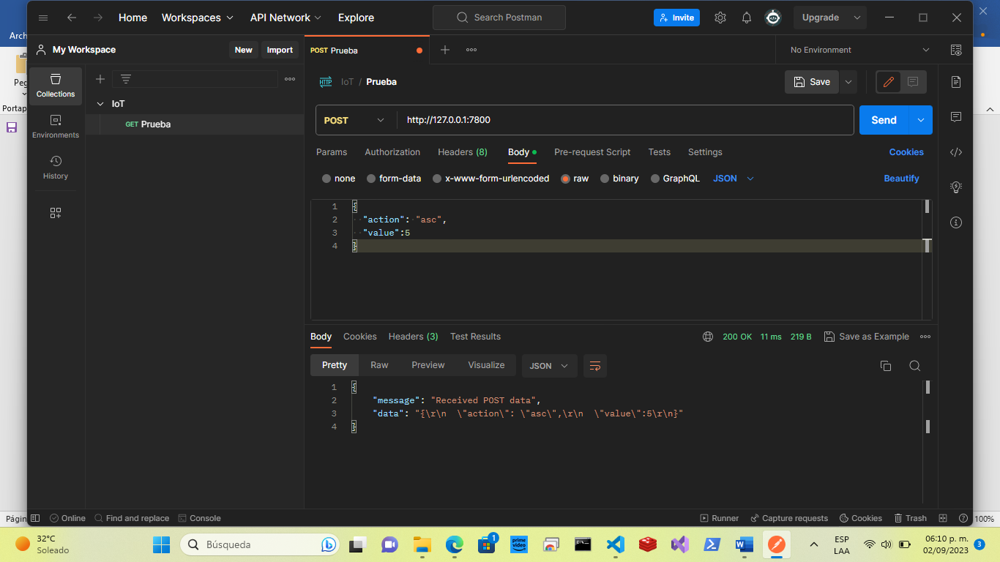 Home Workspaces API Network Explore Search Postman Invite Upgrade
Arch
My Workspace New Import POST Prueba No Environment
Peg
Portap
Collections
IoT / Prueba Save
IoT
GET Prueba
Environments
History
POST http://127.0.0.1:7800 Send
Params Authorization Headers (8) Body Pre-request Script Tests Settings Cookies
none form-data x-www-form-urlencoded raw binary GraphQL JSON Beautify
1 {
2 "action": "asc",
3 "value":5
4 }
Body Cookies Headers (3) Test Results 200 OK 11 ms 219 B Save as Example
Pretty Raw Preview Visualize JSON
1 {
2 "message": "Received POST data",
3 "data": "{\r\n  \"action\": \"asc\",\r\n  \"value\":5\r\n}"
4 }
Págin Online Find and replace Console Runner Capture requests Cookies Trash 100%
32°C
Soleado
Búsqueda
1
prime video
ESP
LAA
06:10 p. m.
02/09/2023
3